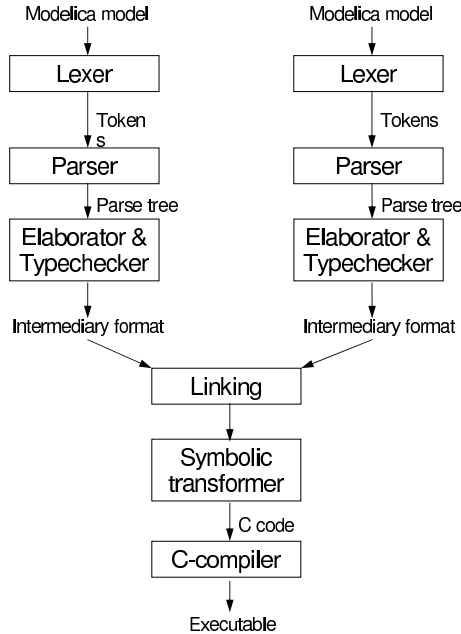 Modelica model
Modelica model
Lexer
Lexer
Token
s
Tokens
Parser
Parser
Parse tree
Parse tree
Elaborator &
Typechecker
Elaborator &
Typechecker
Intermediary format
Intermediary format
Linking
Symbolic
transformer
C code
C-compiler
Executable